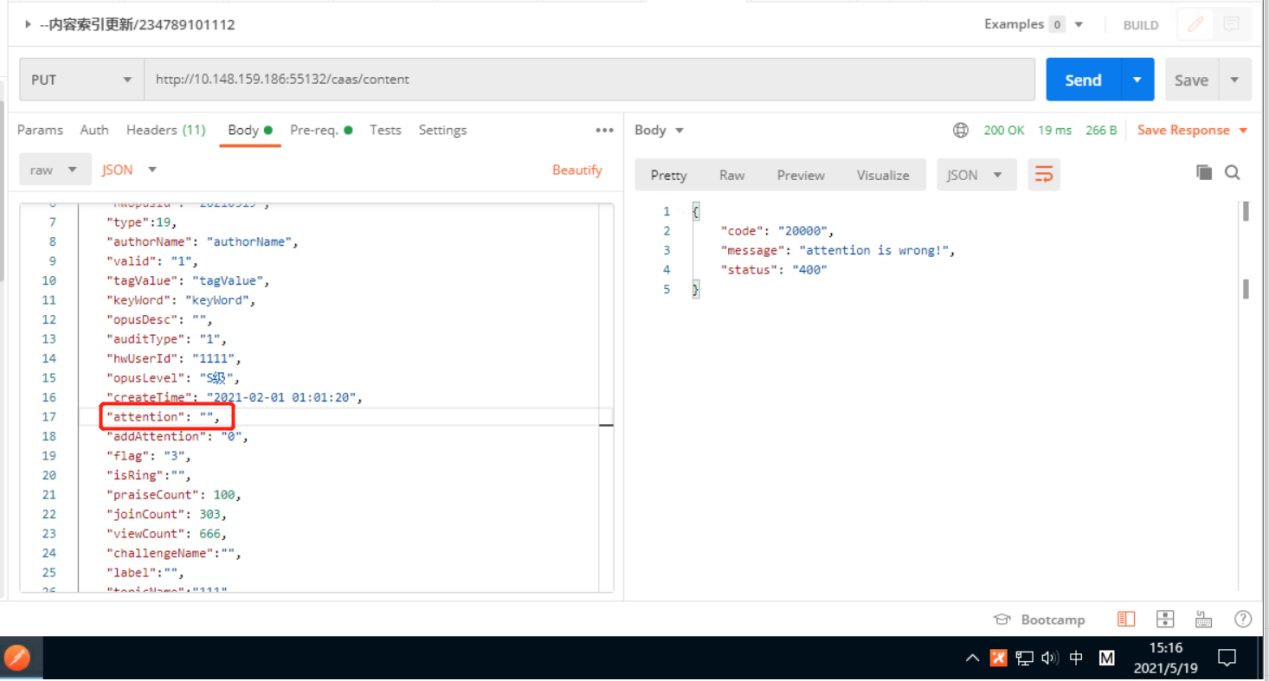 --内容索引更新/234789101112
Examples 0 BUILD
PUT http://10.148.159.186:55132/caas/content Send Save
Params Auth Headers (11) Body Pre-req. Tests Settings •••
raw JSON Beautify
7 "type":19,
8 "authorName": "authorName",
9 "valid": "1",
10 "tagValue": "tagValue",
11 "keyWord": "keyWord",
12 "opusDesc": "",
13 "auditType": "1",
14 "hwUserId": "1111",
15 "opusLevel": "S级",
16 "createTime": "2021-02-01 01:01:20",
17 "attention": "",
18 "addAttention": "0",
19 "flag": "3",
20 "isRing":"",
21 "praiseCount": 100,
22 "joinCount": 303,
23 "viewCount": 666,
24 "challengeName":"",
25 "label":"",
26 "topicName":"111"
Body 200 OK 19 ms 266 B Save Response
Pretty Raw Preview Visualize JSON
1 {
2 "code": "20000",
3 "message": "attention is wrong!",
4 "status": "400"
5 }
Bootcamp
中 M 15:16
2021/5/19